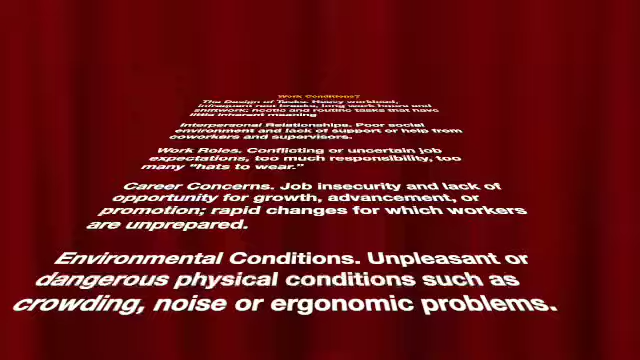 Work Conditions?
The Design of Tasks. Heavy workload,
infrequent rest breaks, long work hours and
shiftwork; hectic and routine tasks that have
little inherent meaning
Interpersonal Relationships. Poor social
environment and lack of support or help from
coworkers and supervisors.
Work Roles. Conflicting or uncertain job
expectations, too much responsibility, too
many "hats to wear."
Career Concerns. Job insecurity and lack of
opportunity for growth, advancement, or
promotion; rapid changes for which workers
are unprepared.
Environmental Conditions. Unpleasant or
dangerous physical conditions such as
crowding, noise or ergonomic problems.